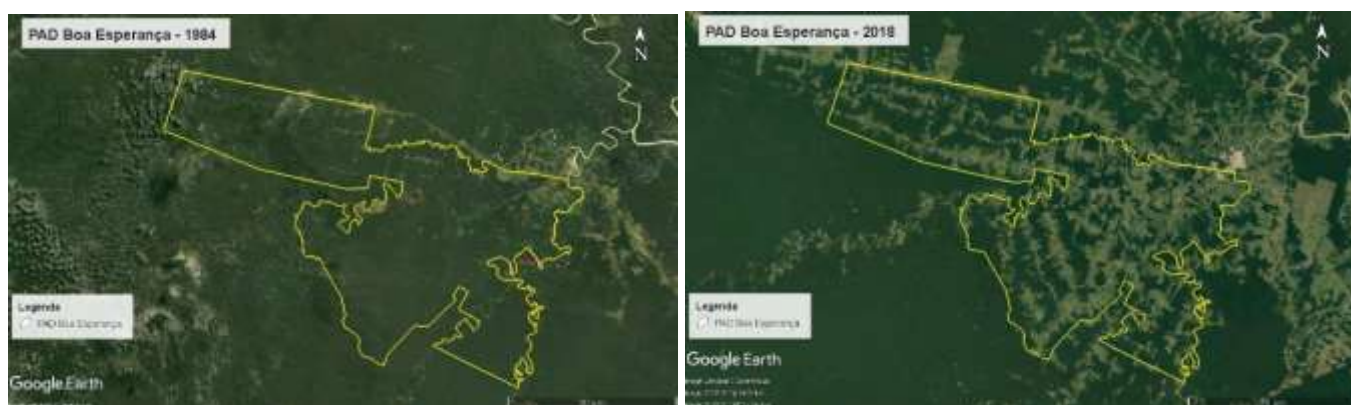 PAD Boa Esperança - 1984
N
Legenda
PAD Boa Esperança
Google Earth
PAD Boa Esperança - 2018
N
Legenda
PAD Boa Esperança
Google Earth